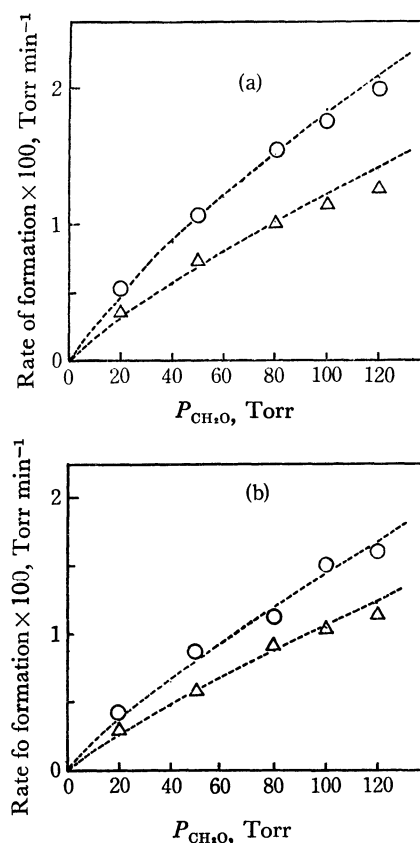 (a)
Rate of formation × 100, Torr min⁻¹
2
1
0
0 20 40 60 80 100 120
P_CH₂O, Torr
(b)
Rate fo formation × 100, Torr min⁻¹
2
1
0
0 20 40 60 80 100 120
P_CH₂O, Torr